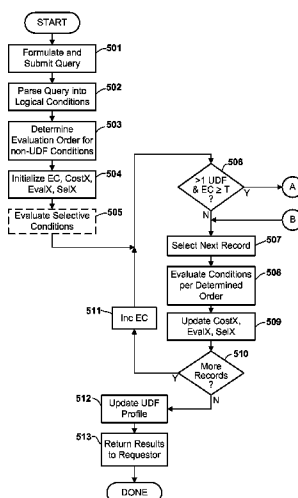 START
Formulate and
Submit Query
501
Parse Query into
Logical Conditions
502
Determine
Evaluation Order for
non-UDF Conditions
503
Initialize EC, CostX,
EvalX, SelX
504
Evaluate Selective
Conditions
505
>1 UDF
& EC ≥ T
?
506
Y
A
N
B
Select Next Record
507
Evaluate Conditions
per Determined
Order
508
Update CostX,
EvalX, SelX
509
More
Records
?
510
Y
N
Inc EC
511
Update UDF
Profile
512
Return Results
to Requestor
513
DONE